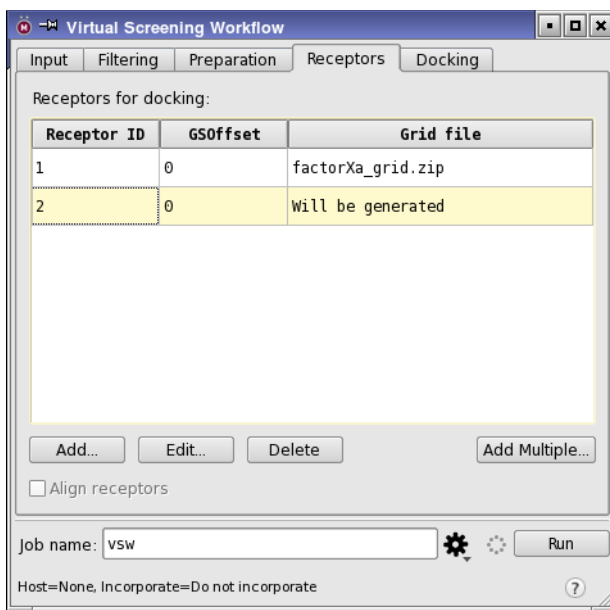 Virtual Screening Workflow
Input Filtering Preparation Receptors Docking
Receptors for docking:
Receptor ID GSOffset Grid file
1 0 factorXa_grid.zip
2 0 Will be generated
Add... Edit... Delete Add Multiple...
Align receptors
Job name: vsw Run
Host=None, Incorporate=Do not incorporate ?